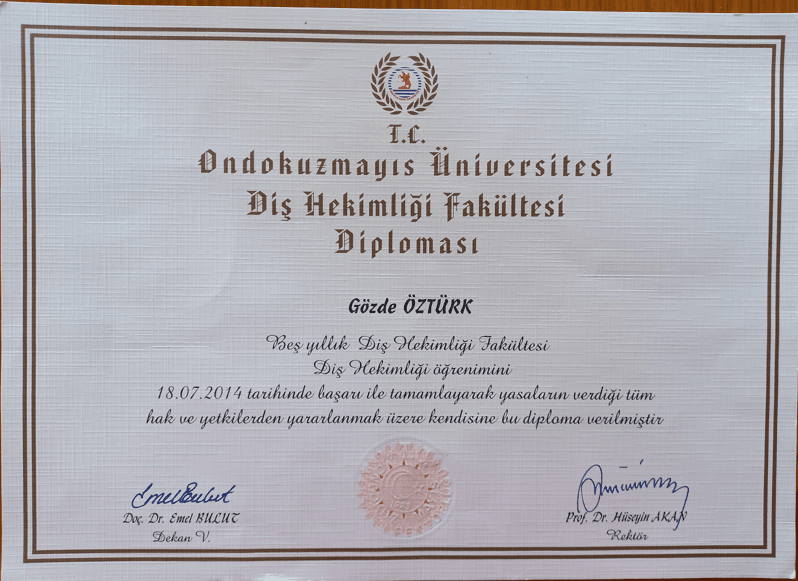 T.C.
Ondokuzmayıs Üniversitesi
Diş Hekimliği Fakültesi
Diploması
Gözde ÖZTÜRK
Beş yıllık Diş Hekimliği Fakültesi
Diş Hekimliği öğrenimini
18.07.2014 tarihinde başarı ile tamamlayarak yasaların verdiği tüm
hak ve yetkilerden yararlanmak üzere kendisine bu diploma verilmiştir
Emel Bulut
Doç. Dr. Emel BULUT
Dekan V.
Prof. Dr. Hüseyin AKAN
Rektör